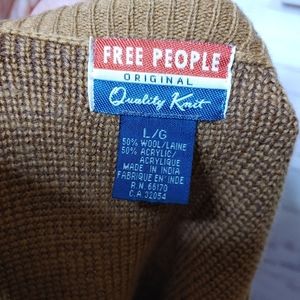 FREE PEOPLE
ORIGINAL
Quality Knit
L/G
50% WOOL/LAINE
50% ACRYLIC/
ACRYLIQUE
MADE IN INDIA
FABRIQUE EN INDE
R.N. 66170
C.A. 32054